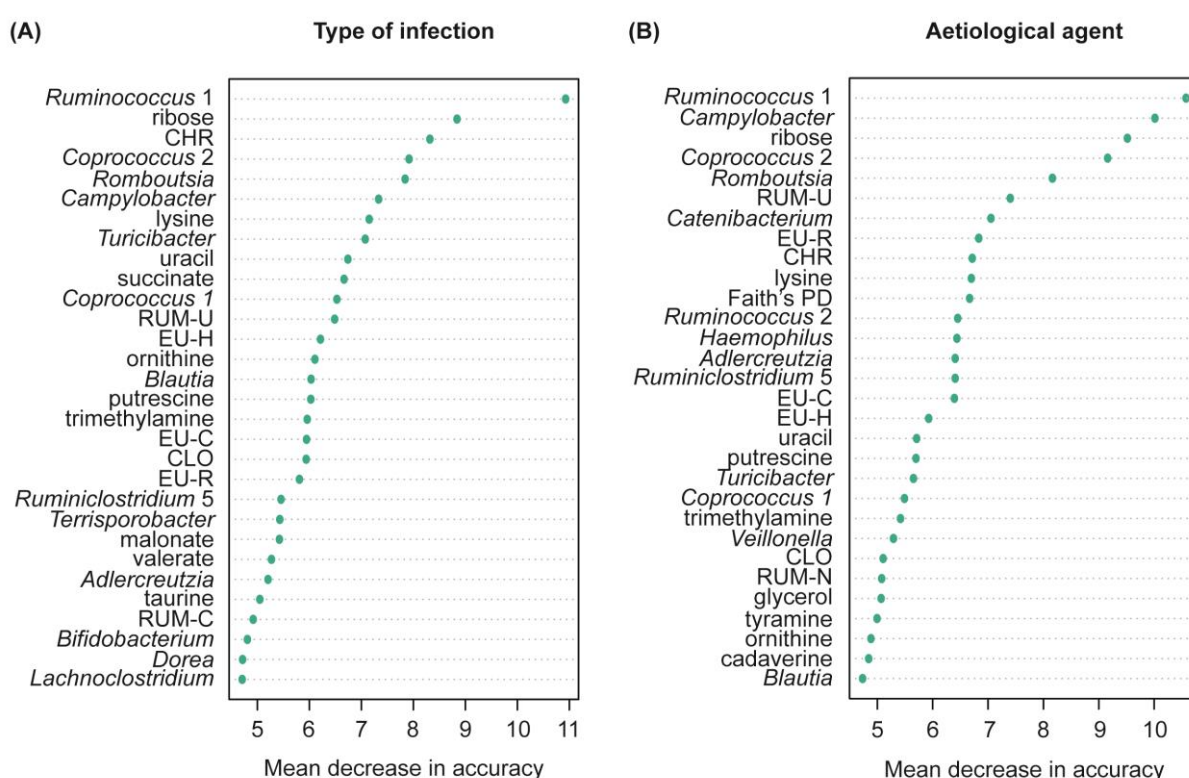 (A)
Type of infection
Ruminococcus 1
ribose
CHR
Coprococcus 2
Romboutsia
Campylobacter
lysine
Turicibacter
uracil
succinate
Coprococcus 1
RUM-U
EU-H
ornithine
Blautia
putrescine
trimethylamine
EU-C
CLO
EU-R
Ruminiclostridium 5
Terrisporobacter
malonate
valerate
Adlercreutzia
taurine
RUM-C
Bifidobacterium
Dorea
Lachnoclostridium
5 6 7 8 9 10 11
Mean decrease in accuracy
(B)
Aetiological agent
Ruminococcus 1
Campylobacter
ribose
Coprococcus 2
Romboutsia
RUM-U
Catenibacterium
EU-R
CHR
lysine
Faith's PD
Ruminococcus 2
Haemophilus
Adlercreutzia
Ruminiclostridium 5
EU-C
EU-H
uracil
putrescine
Turicibacter
Coprococcus 1
trimethylamine
Veillonella
CLO
RUM-N
glycerol
tyramine
ornithine
cadaverine
Blautia
5 6 7 8 9 10
Mean decrease in accuracy